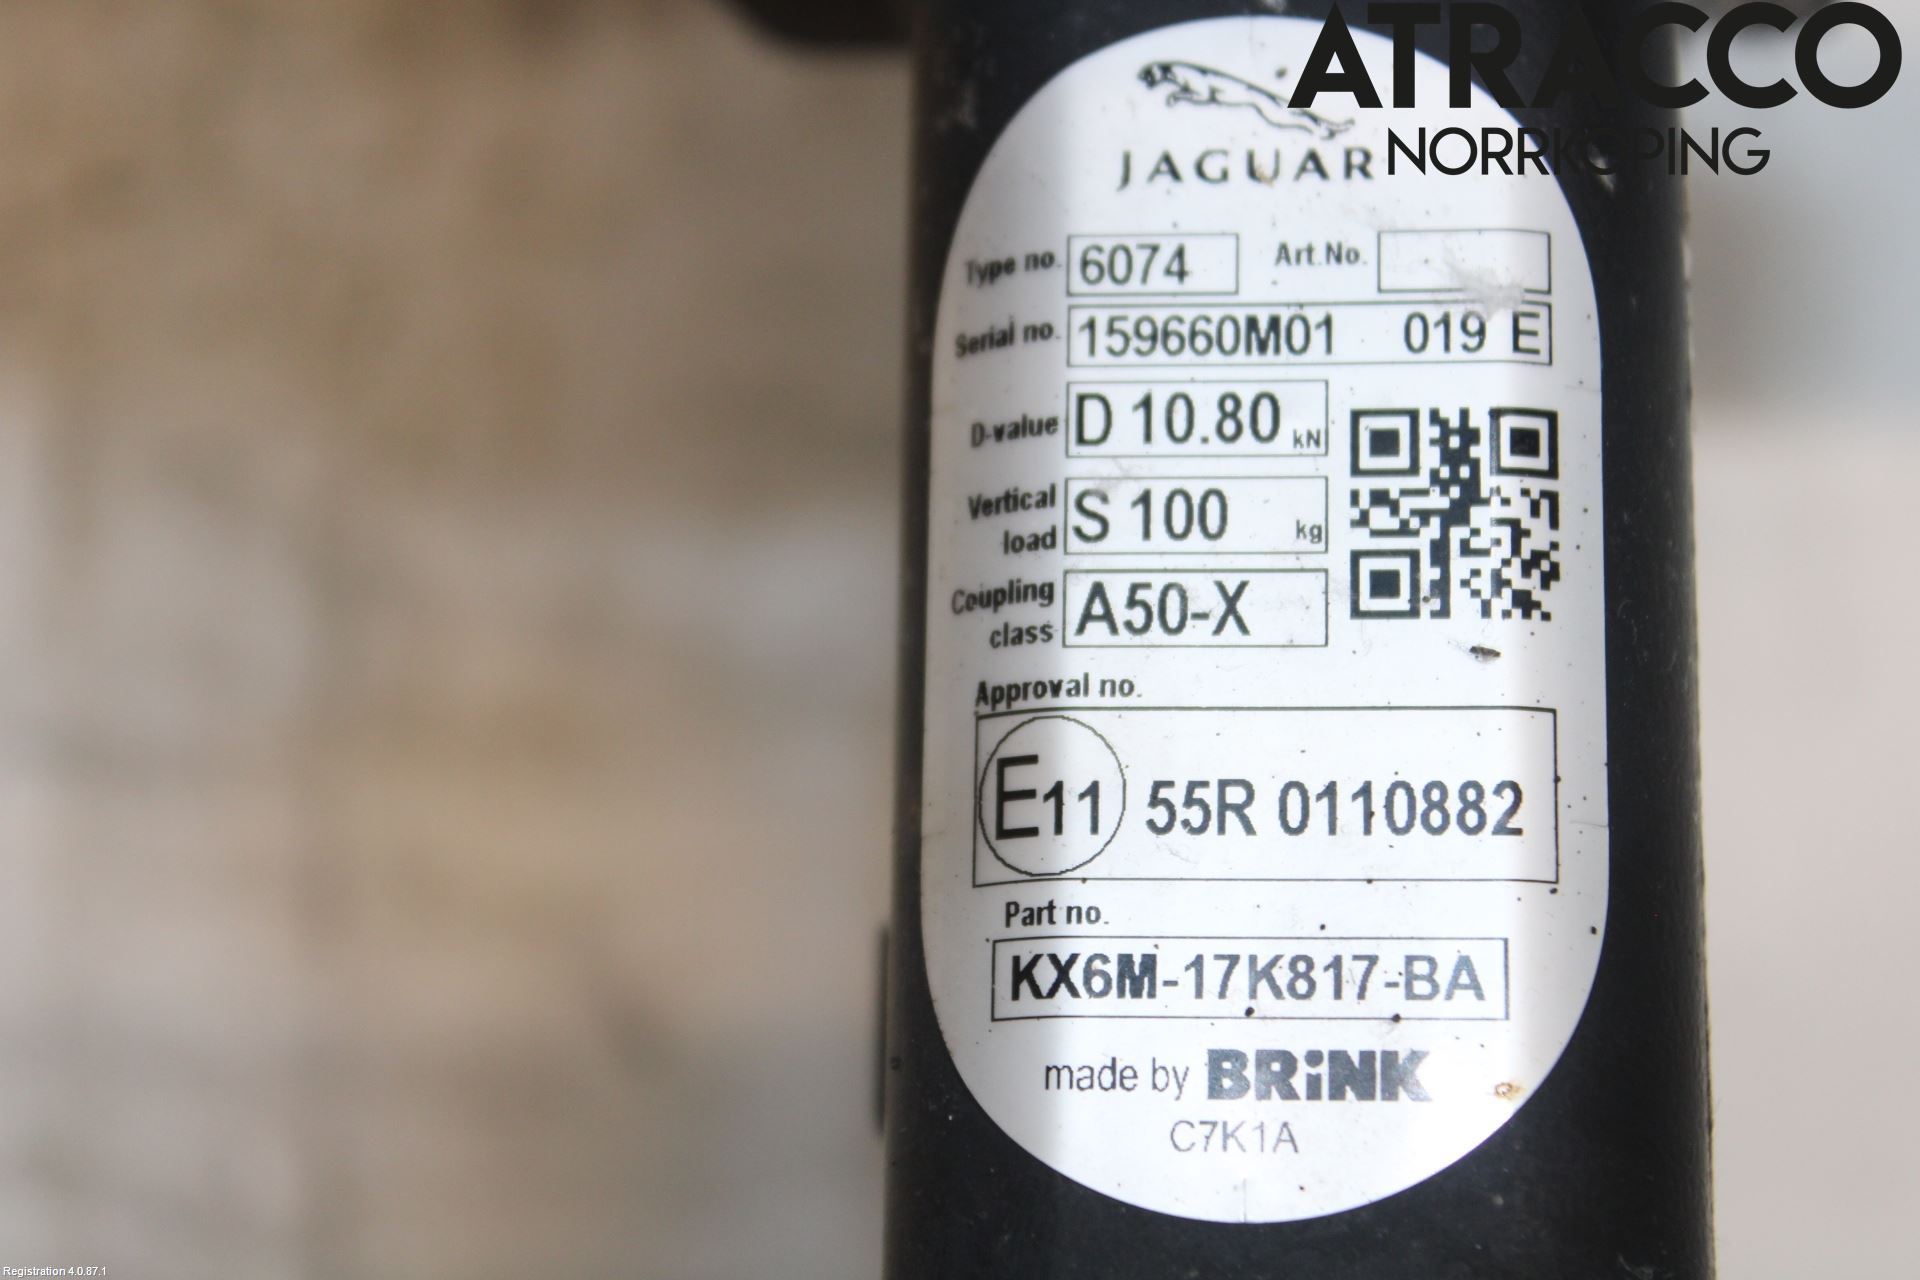 ATRACCO
NORRKÖPING
JAGUAR
Type no. 6074 Art.No.
Serial no. 159660M01 019 E
D-value D 10.80 kN
Vertical load S 100 kg
Coupling class A50-X
Approval no.
E11 55R 0110882
Part no.
KX6M-17K817-BA
made by BRiNK
C7K1A
Registration 4.0.87.1